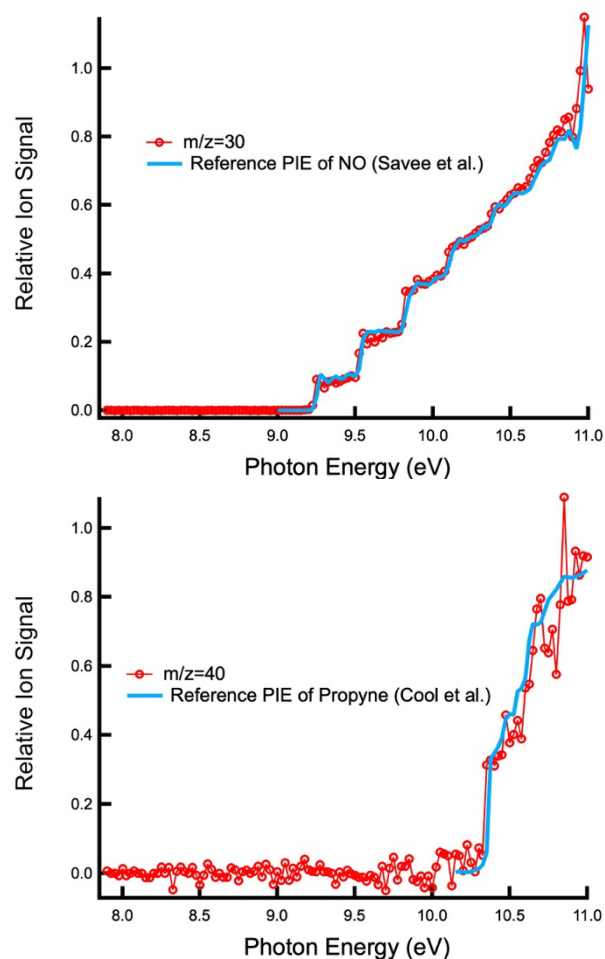 1.0
0.8
0.6
0.4
0.2
0.0
Relative Ion Signal
m/z=30
Reference PIE of NO (Savee et al.)
8.0 8.5 9.0 9.5 10.0 10.5 11.0
Photon Energy (eV)
1.0
0.8
0.6
0.4
0.2
0.0
Relative Ion Signal
m/z=40
Reference PIE of Propyne (Cool et al.)
8.0 8.5 9.0 9.5 10.0 10.5 11.0
Photon Energy (eV)